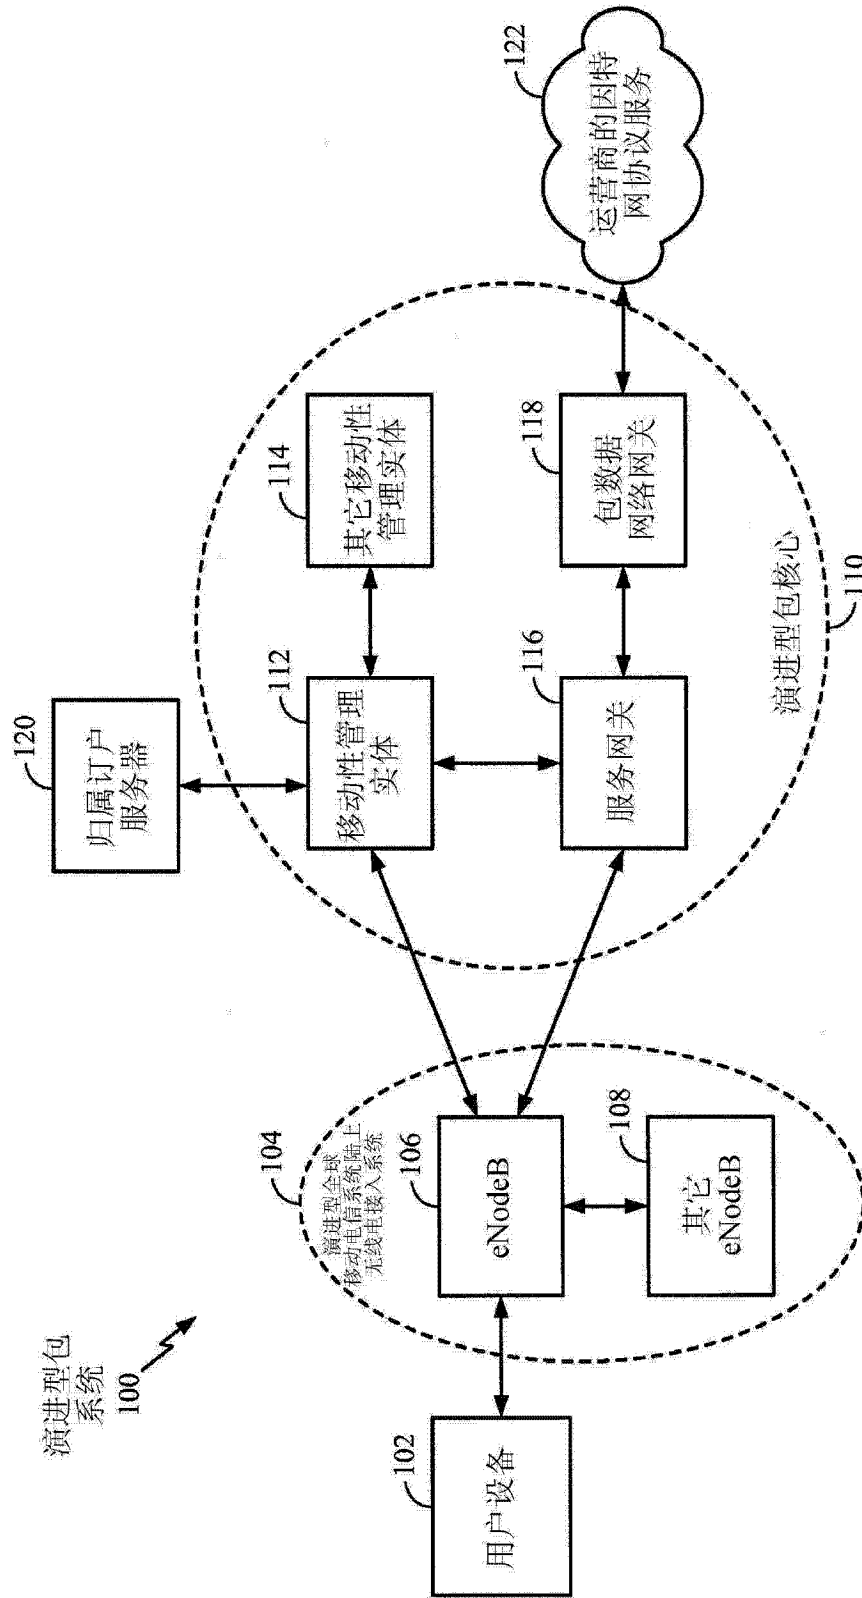 演进型包
系统
100
120
归属订户
服务器
104
演进型全球
移动电信系统陆上
无线电接入系统
112
移动性管理
实体
114
其它移动性
管理实体
102
用户设备
106
eNodeB
108
其它
eNodeB
116
服务网关
118
包数据
网络网关
122
运营商的因特
网协议服务
演进型包核心
110